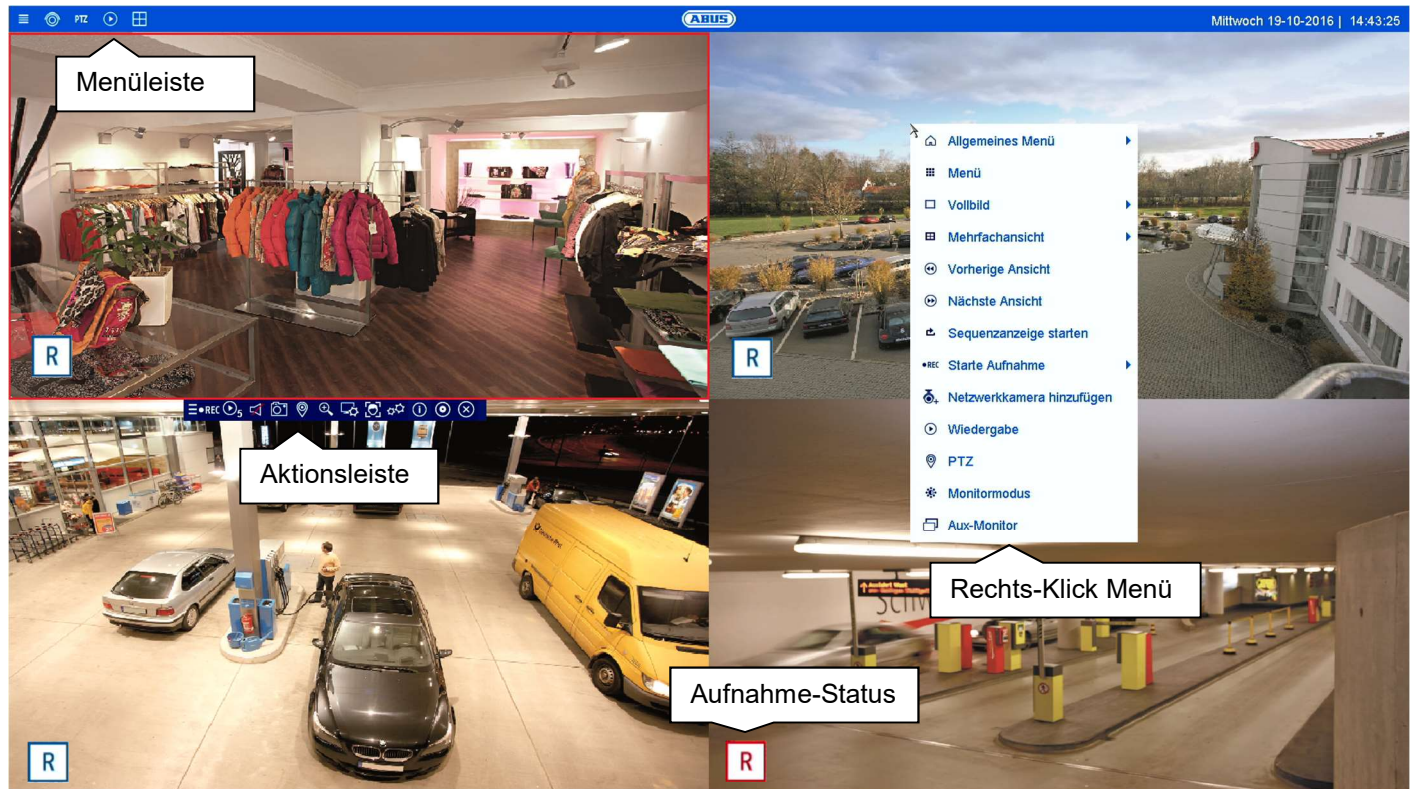 PTZ
ABUS
Mittwoch 19-10-2016 | 14:43:25
Menüleiste
Allgemeines Menü
Menü
Vollbild
Mehrfachansicht
Vorherige Ansicht
Nächste Ansicht
Sequenzanzeige starten
REC Starte Aufnahme
Netzwerkkamera hinzufügen
Wiedergabe
PTZ
Monitormodus
Aux-Monitor
R
R
REC 5
Aktionsleiste
Rechts-Klick Menü
Aufnahme-Status
R
R